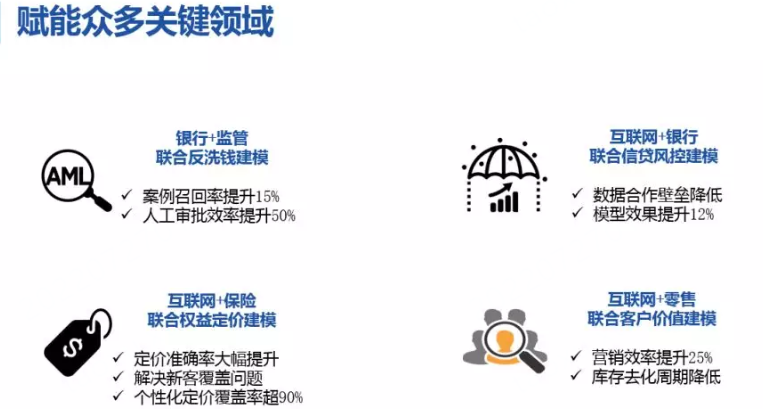 赋能众多关键领域
银行+监管
联合反洗钱建模
AML
✓ 案例召回率提升15%
✓ 人工审批效率提升50%
互联网+银行
联合信贷风控建模
✓ 数据合作壁垒降低
✓ 模型效果提升12%
互联网+保险
联合权益定价建模
$
✓ 定价准确率大幅提升
✓ 解决新客覆盖问题
✓ 个性化定价覆盖率超90%
互联网+零售
联合客户价值建模
✓ 营销效率提升25%
✓ 库存去化周期降低